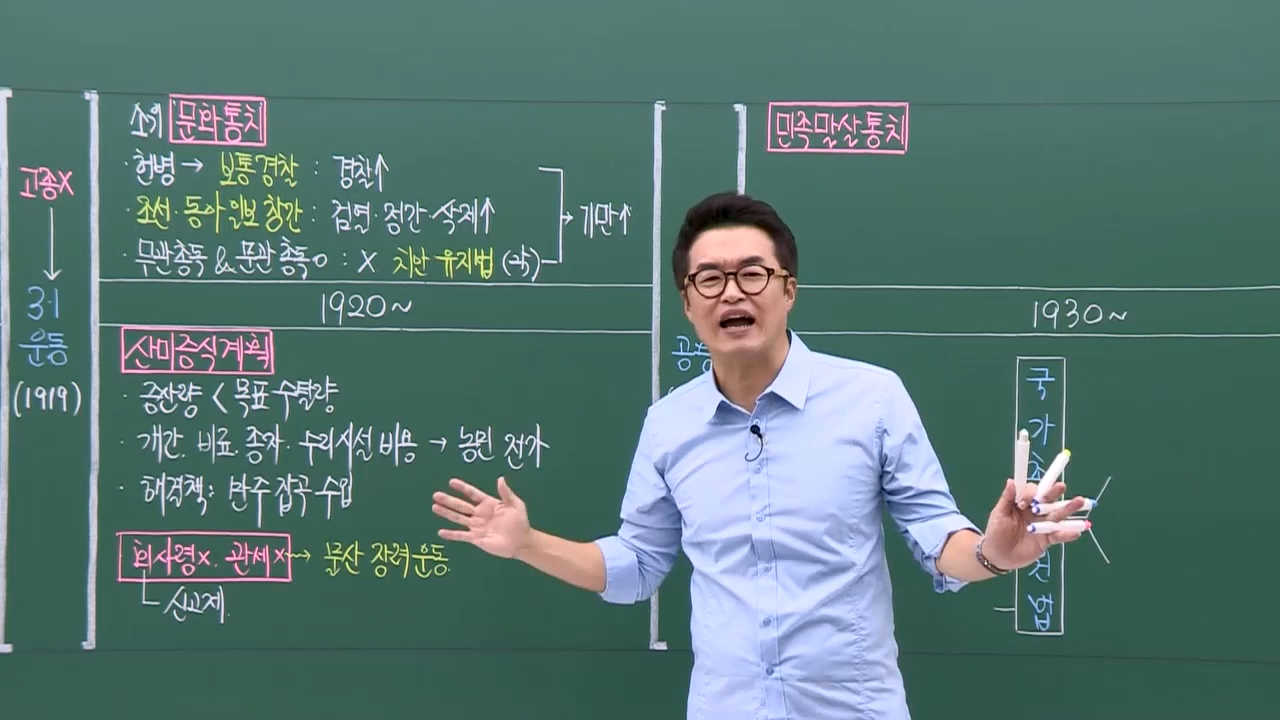 고종X
3·1
운동
(1919)
소위 문화통치
· 헌병 → 보통경찰 : 경찰↑
· 조선·동아일보 창간 : 검열·정간·삭제↑
· 무관총독 & 문관총독○ : X 치안유지법 (곽)
→ 기만↑
1920~
산미증식계획
· 증산량 < 목표 수탈량
· 개간. 비료. 종자. 수리시설 비용 → 농민 전가
· 해결책: 만주 잡곡 수입
회사령x. 관세x → 물산 장려운동.
신고제.
민족말살통치
1930~
국
가
법